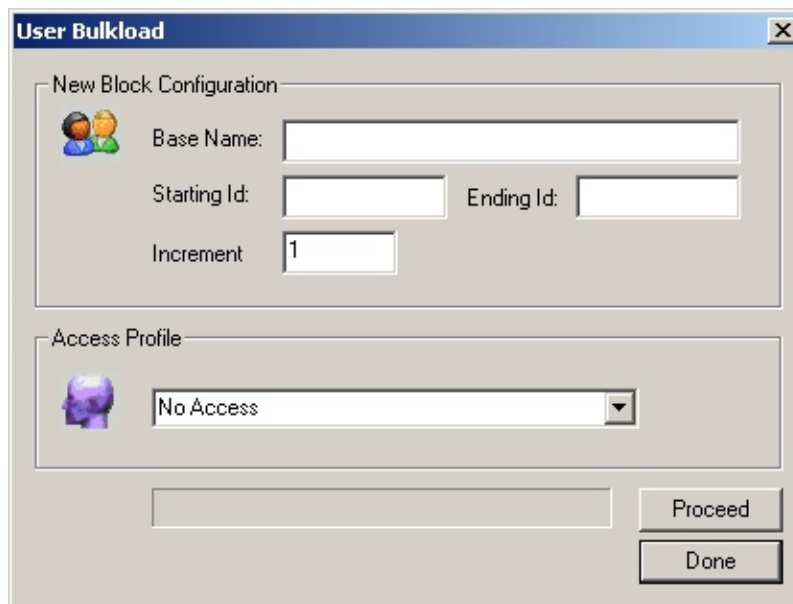 User Bulkload
New Block Configuration
Base Name:
Starting Id: Ending Id:
Increment 1
Access Profile
No Access
Proceed
Done